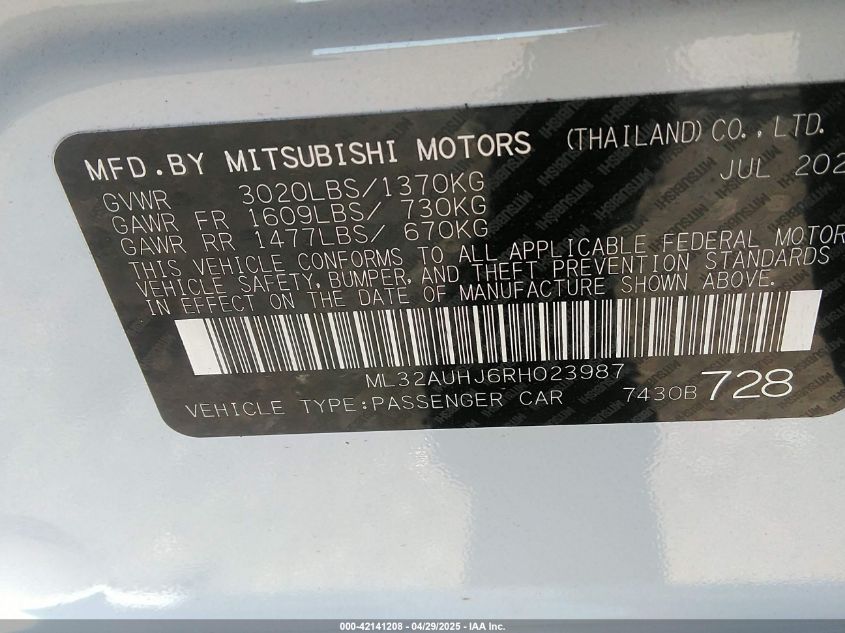 MFD.BY MITSUBISHI MOTORS (THAILAND) CO.,LTD.
JUL 202
GVWR 3020LBS/1370KG
GAWR FR 1609LBS/ 730KG
GAWR RR 1477LBS/ 670KG
THIS VEHICLE CONFORMS TO ALL APPLICABLE FEDERAL MOTOR
VEHICLE SAFETY, BUMPER, AND THEFT PREVENTION STANDARDS
IN EFFECT ON THE DATE OF MANUFACTURE SHOWN ABOVE.
ML32AUHJ6RH023987
VEHICLE TYPE:PASSENGER CAR 7430B 728
000-42141208 - 04/29/2025 - IAA Inc.